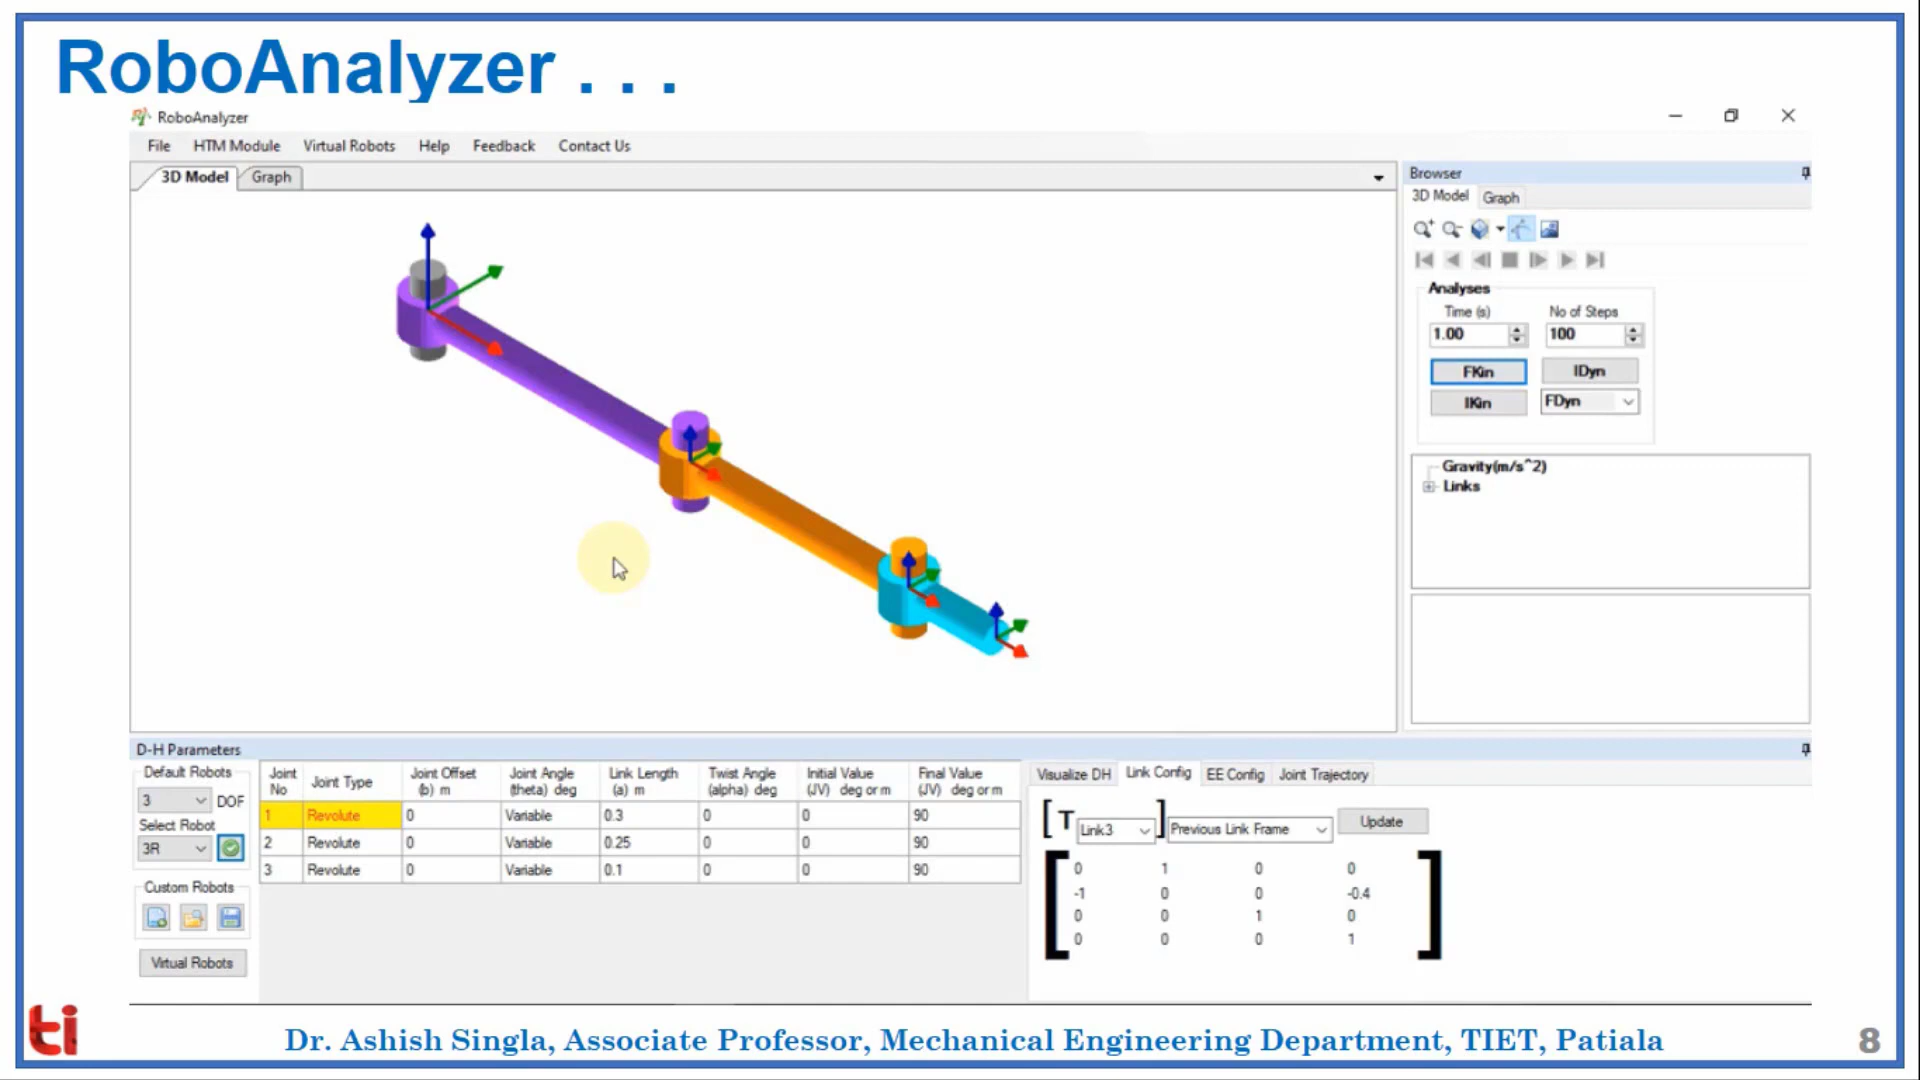 RoboAnalyzer . . .
RoboAnalyzer
File HTM Module Virtual Robots Help Feedback Contact Us
3D Model Graph
Browser
3D Model Graph
Analyses
Time (s) No of Steps
1.00 100
FKin IDyn
IKin FDyn
Gravity(m/s^2)
Links
D-H Parameters
Default Robots
3 DOF
Select Robot
3R
Custom Robots
Virtual Robots
Joint No Joint Type Joint Offset (b) m Joint Angle (theta) deg Link Length (a) m Twist Angle (alpha) deg Initial Value (JV) deg or m Final Value (JV) deg or m
1 Revolute 0 Variable 0.3 0 0 90
2 Revolute 0 Variable 0.25 0 0 90
3 Revolute 0 Variable 0.1 0 0 90
Visualize DH Link Config EE Config Joint Trajectory
[T Link3 ] Previous Link Frame Update
0 1 0 0
-1 0 0 -0.4
0 0 1 0
0 0 0 1
ti
Dr. Ashish Singla, Associate Professor, Mechanical Engineering Department, TIET, Patiala
8